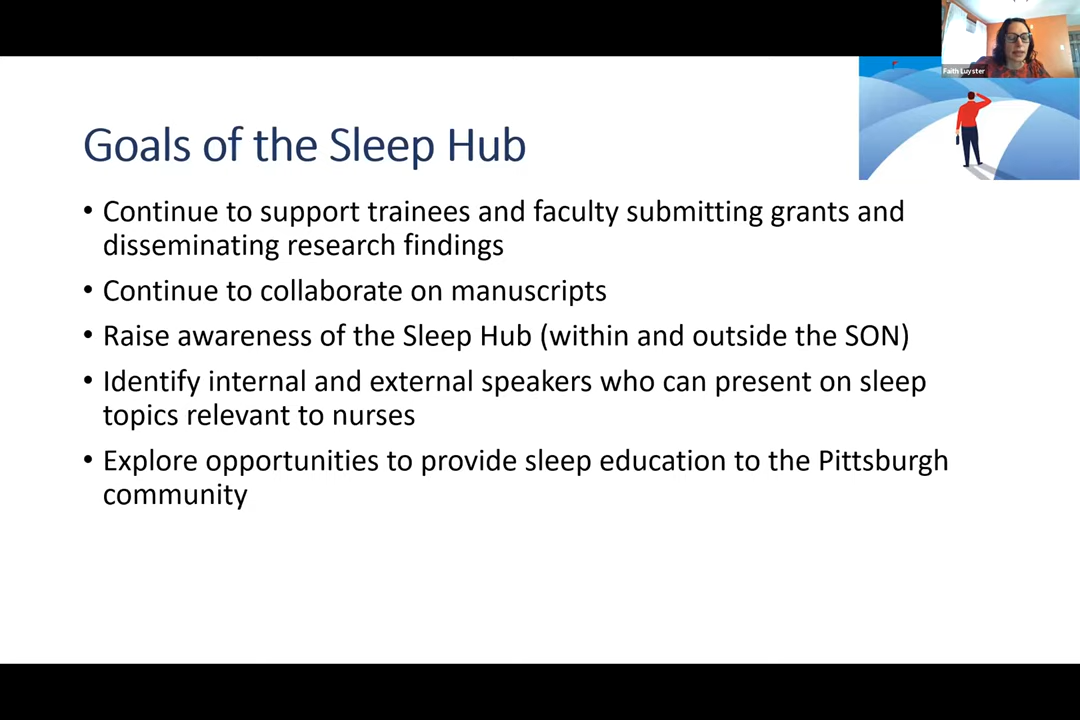 Faith Luyster
Goals of the Sleep Hub
• Continue to support trainees and faculty submitting grants and
disseminating research findings
• Continue to collaborate on manuscripts
• Raise awareness of the Sleep Hub (within and outside the SON)
• Identify internal and external speakers who can present on sleep
topics relevant to nurses
• Explore opportunities to provide sleep education to the Pittsburgh
community